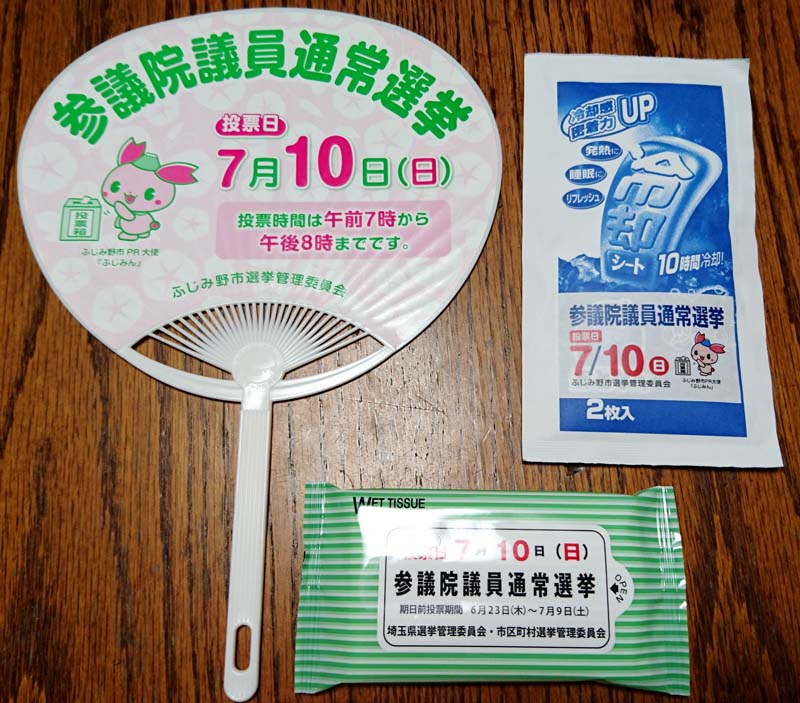 参議院議員通常選挙
投票日
7月10日(日)
投票時間は午前7時から
午後8時までです。
投票箱
ふじみ野市PR大使
『ふじみん』
ふじみ野市選挙管理委員会
冷却感
密着力
UP
発熱に
睡眠に
リフレッシュ
冷却
シート
10時間冷却!
参議院議員通常選挙
投票日
7/10(日)
ふじみ野市選挙管理委員会
ふじみ野市PR大使
『ふじみん』
2枚入
WET TISSUE
投票日 7月10日(日)
参議院議員通常選挙
OPEN
期日前投票期間 6月23日(木)~7月9日(土)
埼玉県選挙管理委員会・市区町村選挙管理委員会